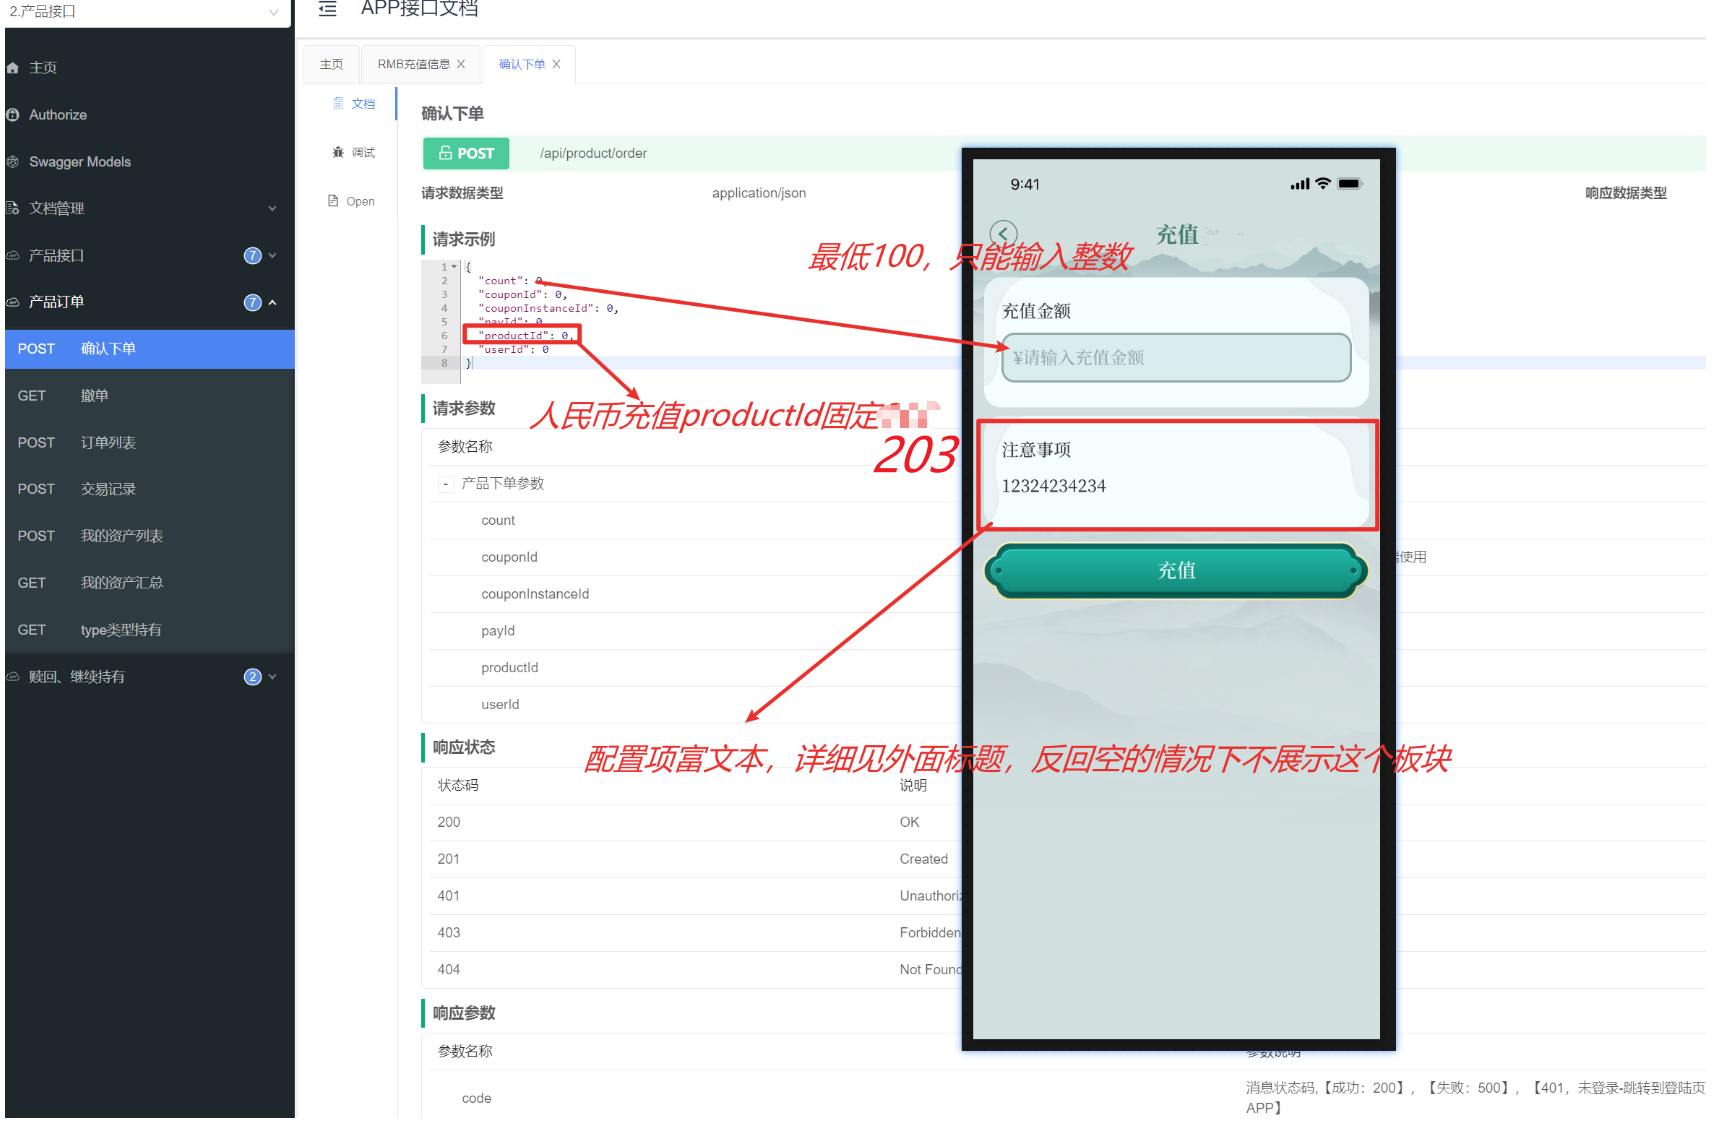 2.产品接口
APP接口文档
主页
RMB充值信息
确认下单
主页
Authorize
Swagger Models
文档管理
产品接口
7
产品订单
7
POST 确认下单
GET 撤单
POST 订单列表
POST 交易记录
POST 我的资产列表
GET 我的资产汇总
GET type类型持有
赎回、继续持有
2
文档
调试
Open
确认下单
POST /api/product/order
请求数据类型 application/json 响应数据类型
请求示例
1 {
2 "count": 0,
3 "couponId": 0,
4 "couponInstanceId": 0,
5 "payId": 0,
6 "productId": 0,
7 "userId": 0
8 }
人民币充值productId固定
203
请求参数
参数名称
- 产品下单参数
count
couponId
使用
couponInstanceId
payId
productId
userId
响应状态
状态码 说明
200 OK
201 Created
401 Unauthoriz
403 Forbidden
404 Not Found
响应参数
参数名称 参数说明
code
消息状态码,【成功：200】，【失败：500】，【401，未登录-跳转到登陆页
APP】
最低100，只能输入整数
9:41
充值
充值金额
¥请输入充值金额
注意事项
12324234234
充值
配置项富文本，详细见外面标题，反回空的情况下不展示这个板块